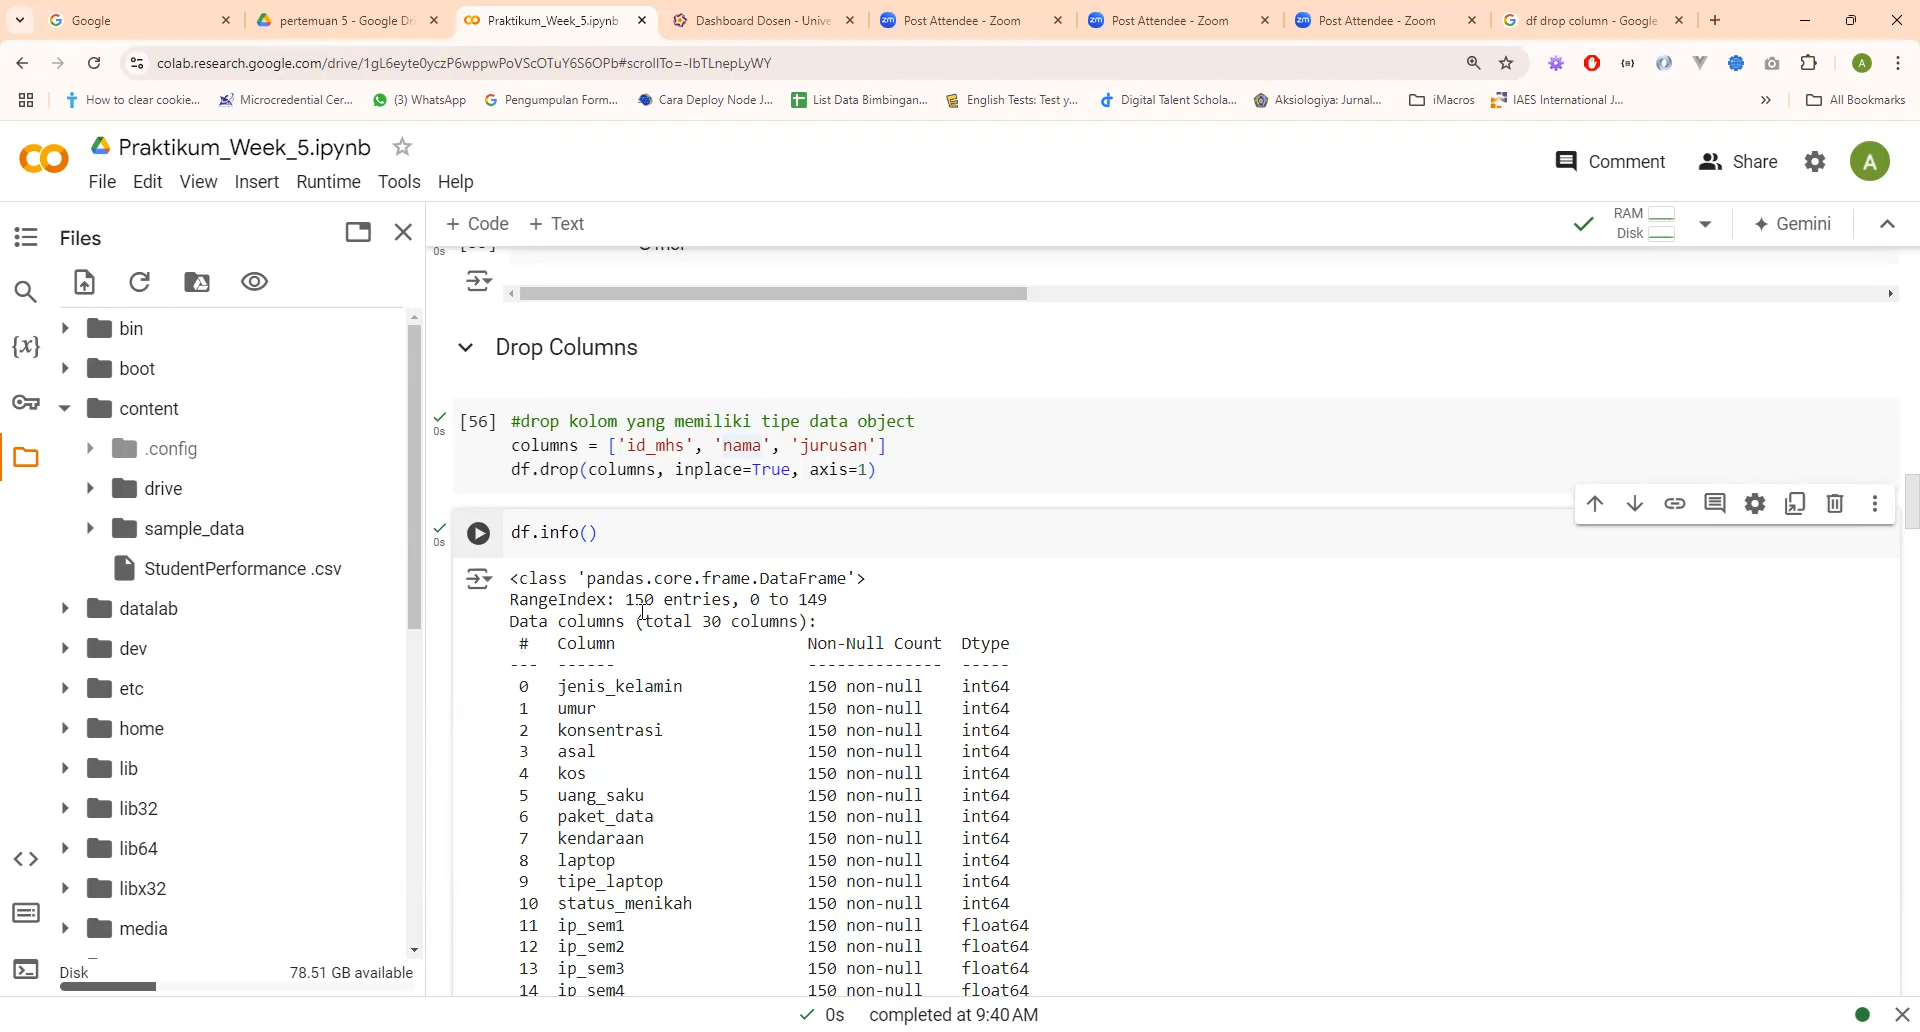 Google
pertemuan 5 - Google Dri
Praktikum_Week_5.ipynb
Dashboard Dosen - Unive
Post Attendee - Zoom
Post Attendee - Zoom
Post Attendee - Zoom
df drop column - Google
colab.research.google.com/drive/1gL6eyte0yczP6wppwPoVScOTuY6S6OPb#scrollTo=-IbTLnepLyWY
How to clear cookie...
Microcredential Cer...
(3) WhatsApp
Pengumpulan Form...
Cara Deploy Node J...
List Data Bimbingan...
English Tests: Test y...
Digital Talent Schola...
Aksiologiya: Jurnal...
iMacros
IAES International J...
All Bookmarks
Praktikum_Week_5.ipynb
Comment
Share
A
File Edit View Insert Runtime Tools Help
Files
+ Code + Text
RAM
Disk
Gemini
bin
boot
content
.config
drive
sample_data
StudentPerformance .csv
datalab
dev
etc
home
lib
lib32
lib64
libx32
media
Disk 78.51 GB available
0s
Drop Columns
0s
[56] #drop kolom yang memiliki tipe data object
columns = ['id_mhs', 'nama', 'jurusan']
df.drop(columns, inplace=True, axis=1)
0s
df.info()
<class 'pandas.core.frame.DataFrame'>
RangeIndex: 150 entries, 0 to 149
Data columns (total 30 columns):
# Column Non-Null Count Dtype
--- ------ -------------- -----
0 jenis_kelamin 150 non-null int64
1 umur 150 non-null int64
2 konsentrasi 150 non-null int64
3 asal 150 non-null int64
4 kos 150 non-null int64
5 uang_saku 150 non-null int64
6 paket_data 150 non-null int64
7 kendaraan 150 non-null int64
8 laptop 150 non-null int64
9 tipe_laptop 150 non-null int64
10 status_menikah 150 non-null int64
11 ip_sem1 150 non-null float64
12 ip_sem2 150 non-null float64
13 ip_sem3 150 non-null float64
14 ip_sem4 150 non-null float64
0s completed at 9:40 AM